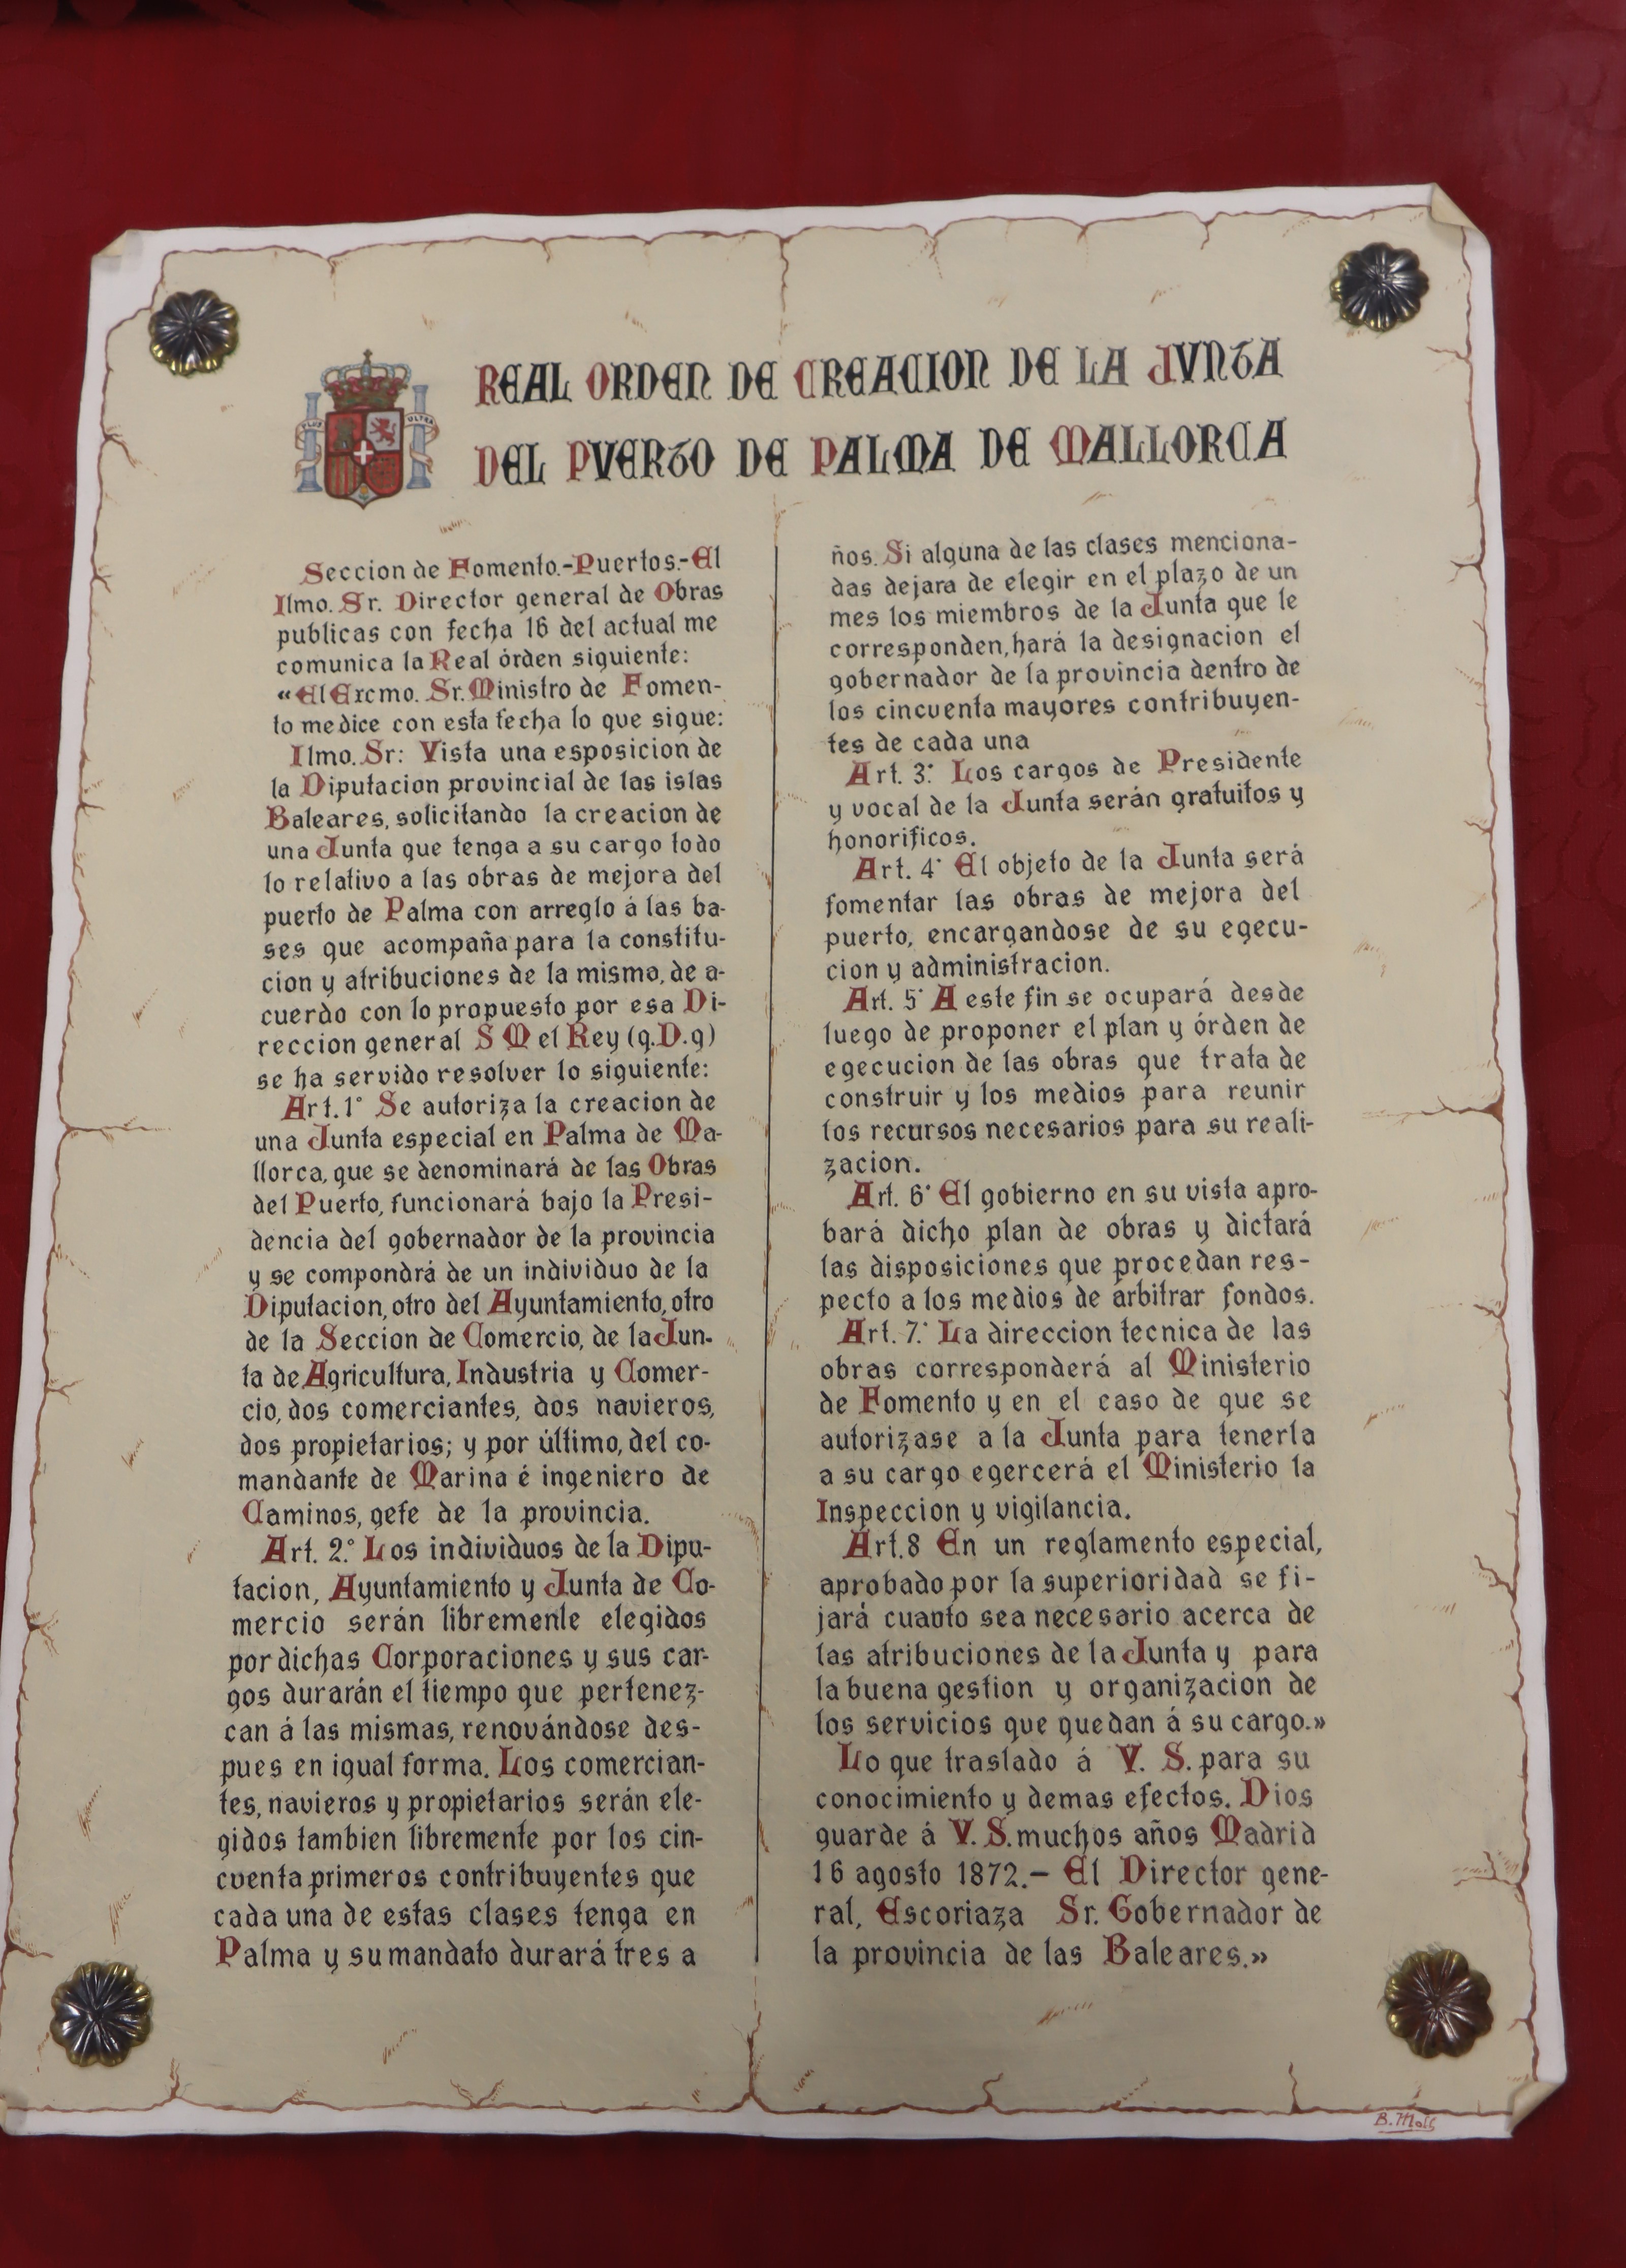 REAL ORDEN DE CREACION DE LA JVNTA
DEL PVERTO DE PALMA DE MALLORCA
PLUS ULTRA
Seccion de Fomento.-Puertos.-El
Ilmo. Sr. Director general de Obras
publicas con fecha 16 del actual me
comunica la Real órden siguiente:
«El Excmo. Sr. Ministro de Fomen-
to me dice con esta fecha lo que sigue:
Ilmo. Sr: Vista una esposicion de
la Diputacion provincial de las islas
Baleares, solicitando la creacion de
una Junta que tenga a su cargo todo
lo relativo a las obras de mejora del
puerto de Palma con arreglo á las ba-
ses que acompaña para la constitu-
cion y atribuciones de la misma, de a-
cuerdo con lo propuesto por esa Di-
reccion general S M el Rey (q.D.g)
se ha servido resolver lo siguiente:
Art. 1° Se autoriza la creacion de
una Junta especial en Palma de Ma-
llorca, que se denominará de las Obras
del Puerto, funcionará bajo la Presi-
dencia del gobernador de la provincia
y se compondrá de un individuo de la
Diputacion, otro del Ayuntamiento, otro
de la Seccion de Comercio, de la Jun-
ta de Agricultura, Industria y Comer-
cio, dos comerciantes, dos navieros,
dos propietarios; y por último, del co-
mandante de Marina é ingeniero de
Caminos, gefe de la provincia.
Art. 2.° Los individuos de la Dipu-
tacion, Ayuntamiento y Junta de Co-
mercio serán libremente elegidos
por dichas Corporaciones y sus car-
gos durarán el tiempo que pertenez-
can á las mismas, renovándose des-
pues en igual forma. Los comercian-
tes, navieros y propietarios serán ele-
gidos tambien libremente por los cin-
cuenta primeros contribuyentes que
cada una de estas clases tenga en
Palma y su mandato durará tres a
ños. Si alguna de las clases menciona-
das dejara de elegir en el plazo de un
mes los miembros de la Junta que le
corresponden, hará la designacion el
gobernador de la provincia dentro de
los cincuenta mayores contribuyen-
tes de cada una
Art. 3.° Los cargos de Presidente
y vocal de la Junta serán gratuitos y
honorificos.
Art. 4° El objeto de la Junta será
fomentar las obras de mejora del
puerto, encargandose de su egecu-
cion y administracion.
Art. 5° A este fin se ocupará desde
luego de proponer el plan y órden de
egecucion de las obras que trata de
construir y los medios para reunir
los recursos necesarios para su reali-
zacion.
Art. 6° El gobierno en su vista apro-
bará dicho plan de obras y dictará
las disposiciones que procedan res-
pecto a los medios de arbitrar fondos.
Art. 7.° La direccion tecnica de las
obras corresponderá al Ministerio
de Fomento y en el caso de que se
autorizase a la Junta para tenerla
a su cargo egercerá el Ministerio la
Inspeccion y vigilancia.
Art. 8 En un reglamento especial,
aprobado por la superioridad se fi-
jará cuanto sea necesario acerca de
las atribuciones de la Junta y para
la buena gestion y organizacion de
los servicios que quedan á su cargo.»
Lo que traslado á V. S. para su
conocimiento y demas efectos. Dios
guarde á V. S. muchos años Madrid
16 agosto 1872.- El Director gene-
ral, Escoriaza Sr. Gobernador de
la provincia de las Baleares.»